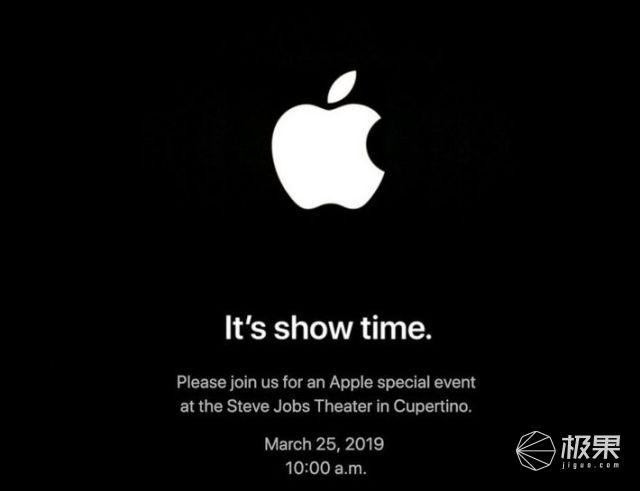 It's show time.
Please join us for an Apple special event
at the Steve Jobs Theater in Cupertino.
March 25, 2019
10:00 a.m.
极果
jiguo.com